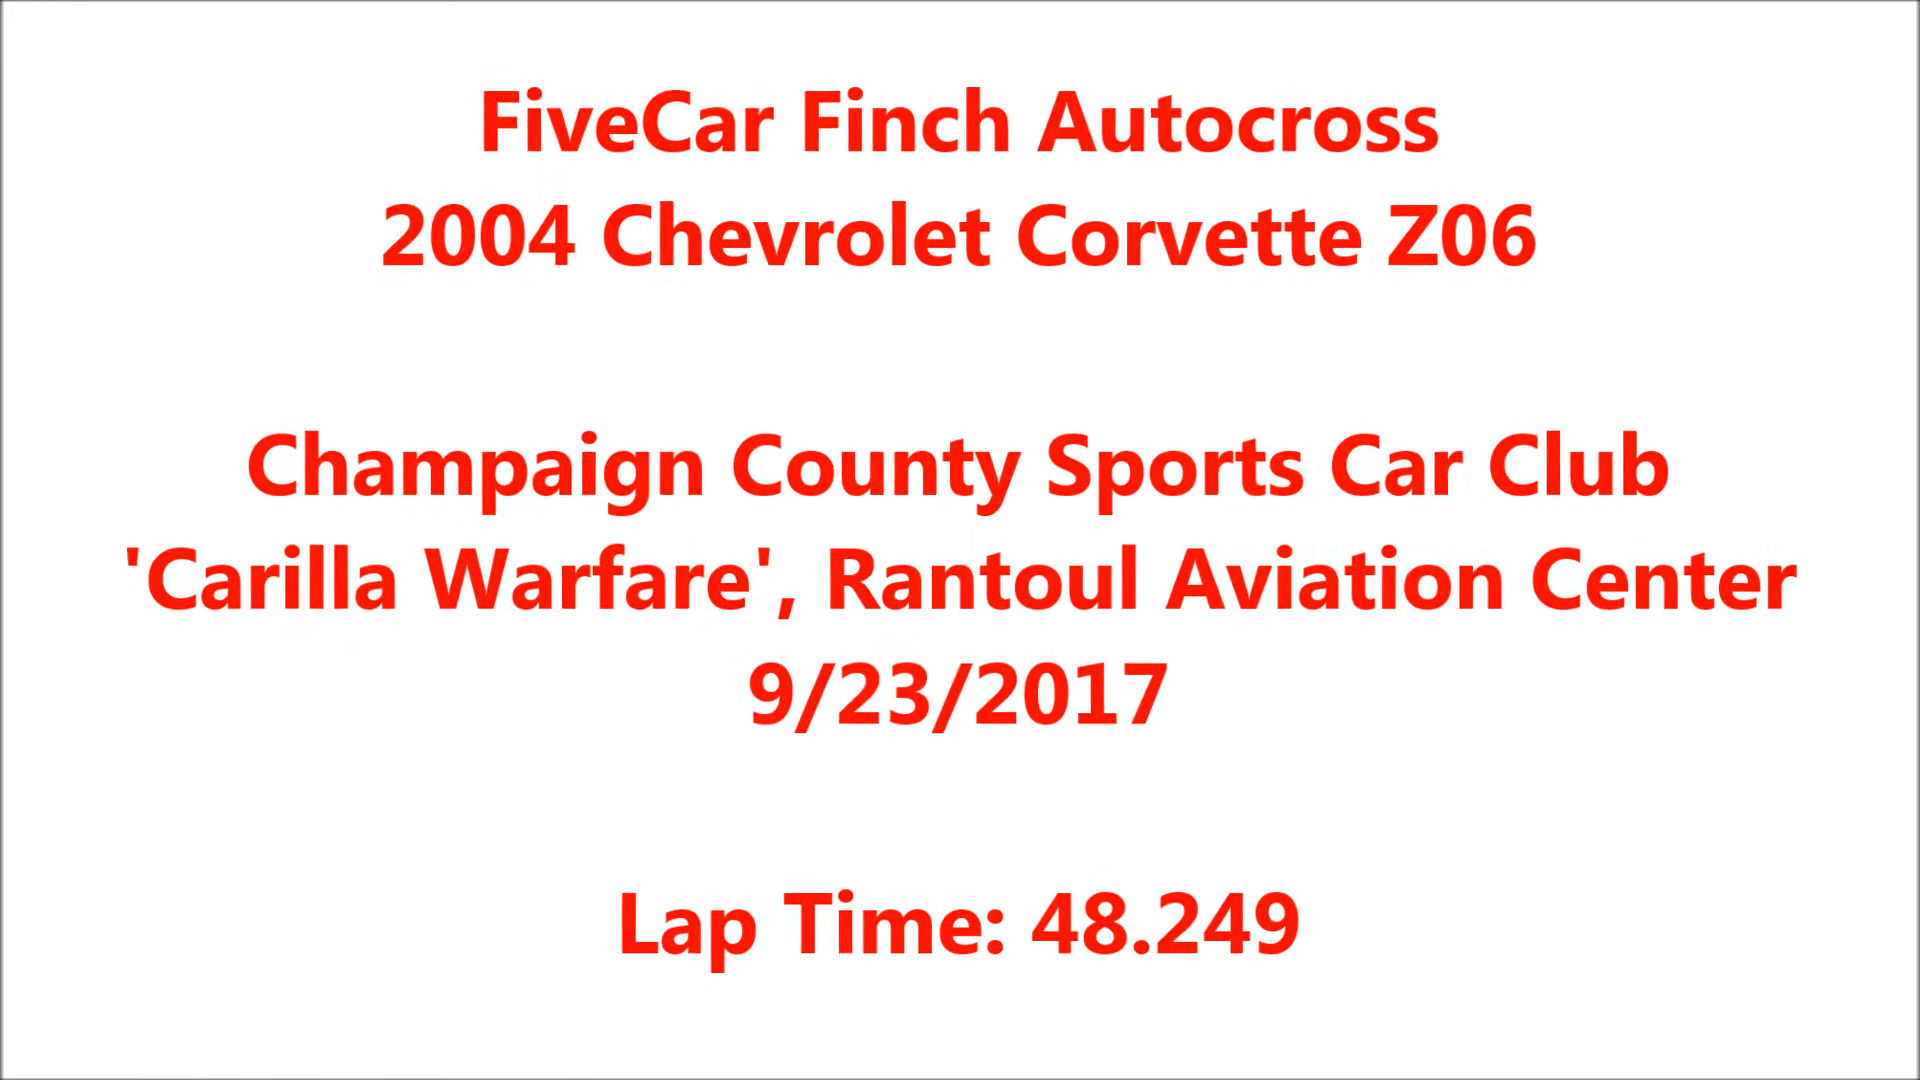 FiveCar Finch Autocross
2004 Chevrolet Corvette Z06
Champaign County Sports Car Club
'Carilla Warfare', Rantoul Aviation Center
9/23/2017
Lap Time: 48.249